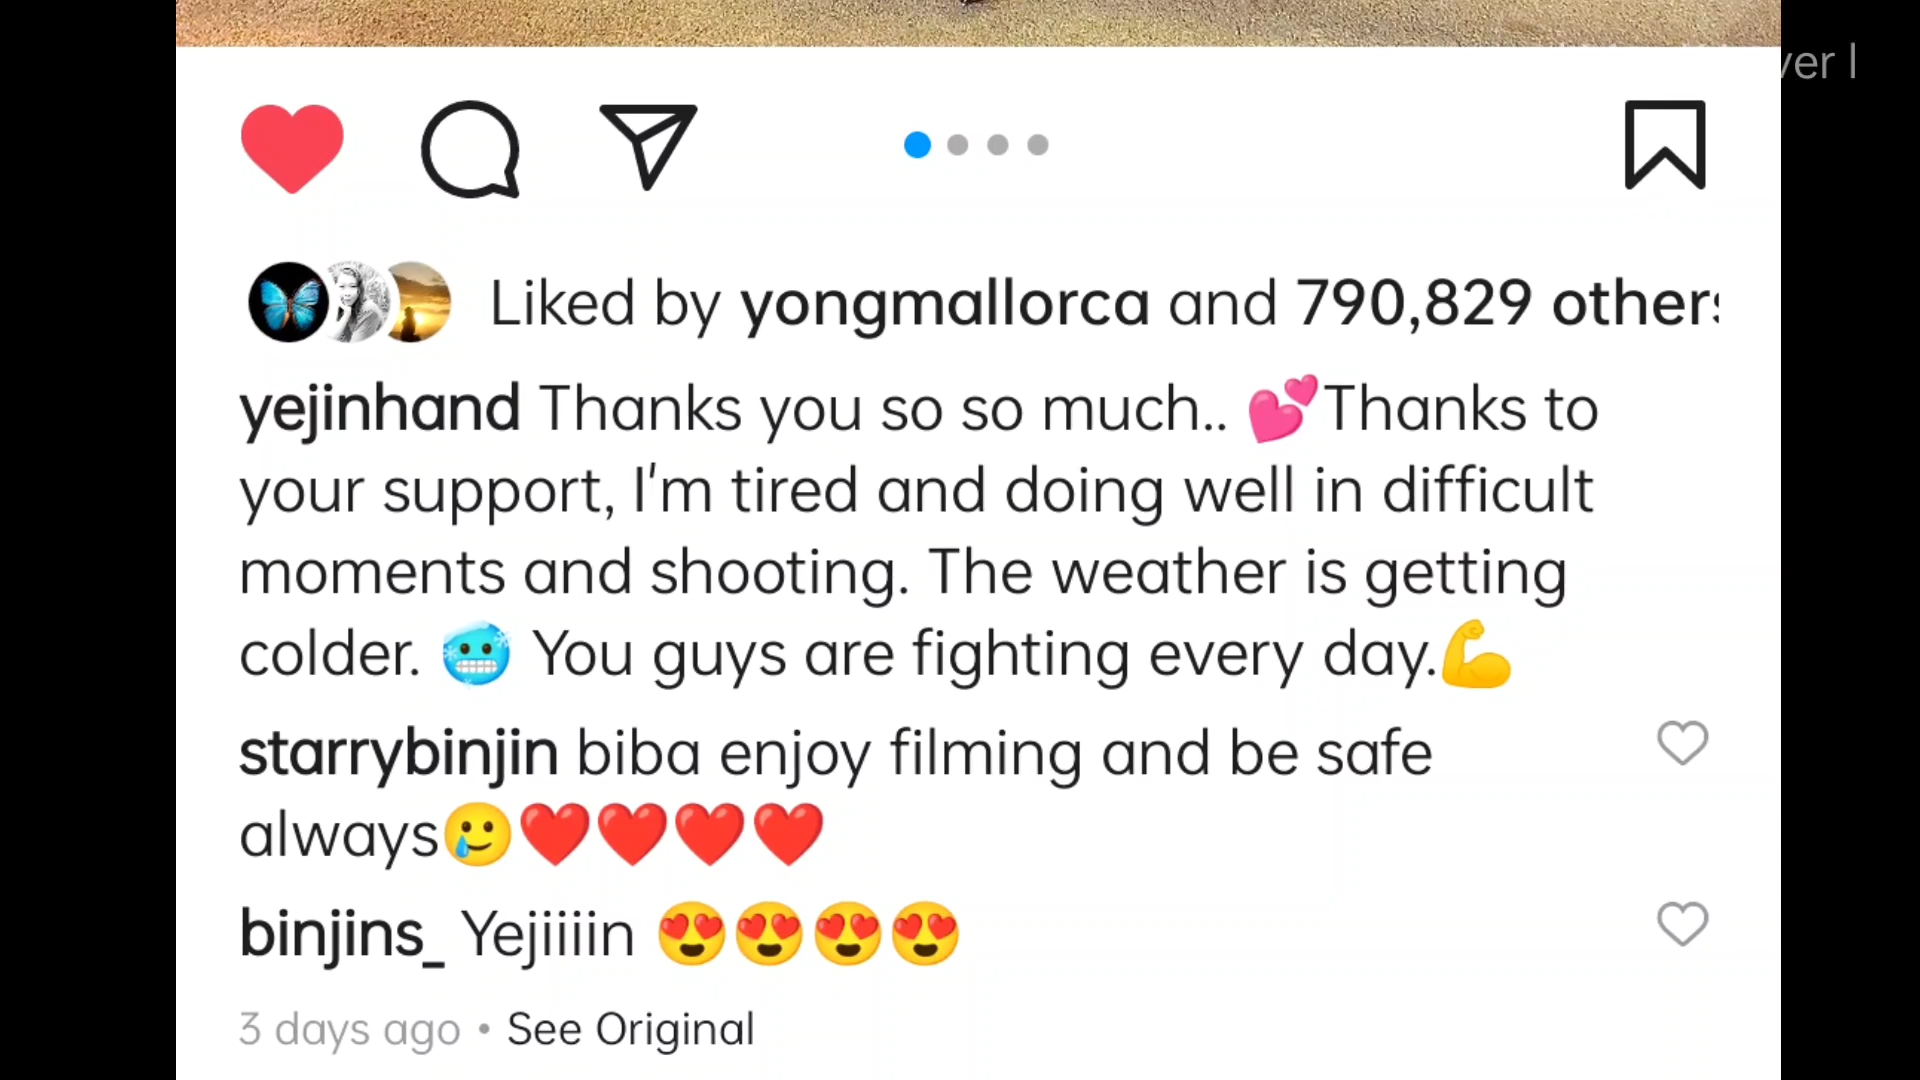 ver |
Liked by yongmallorca and 790,829 others
yejinhand Thanks you so so much.. 💕Thanks to
your support, I'm tired and doing well in difficult
moments and shooting. The weather is getting
colder. 🥶 You guys are fighting every day.💪
starrybinjin biba enjoy filming and be safe
always🥲❤️❤️❤️❤️
binjins_ Yejiiiiin 😍😍😍😍
3 days ago • See Original